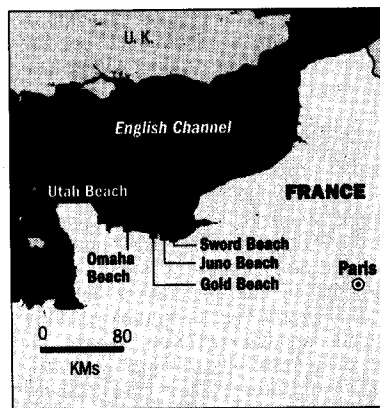 U. K.
English Channel
Utah Beach
FRANCE
Omaha
Beach
Sword Beach
Juno Beach
Gold Beach
Paris
0 80
KMs